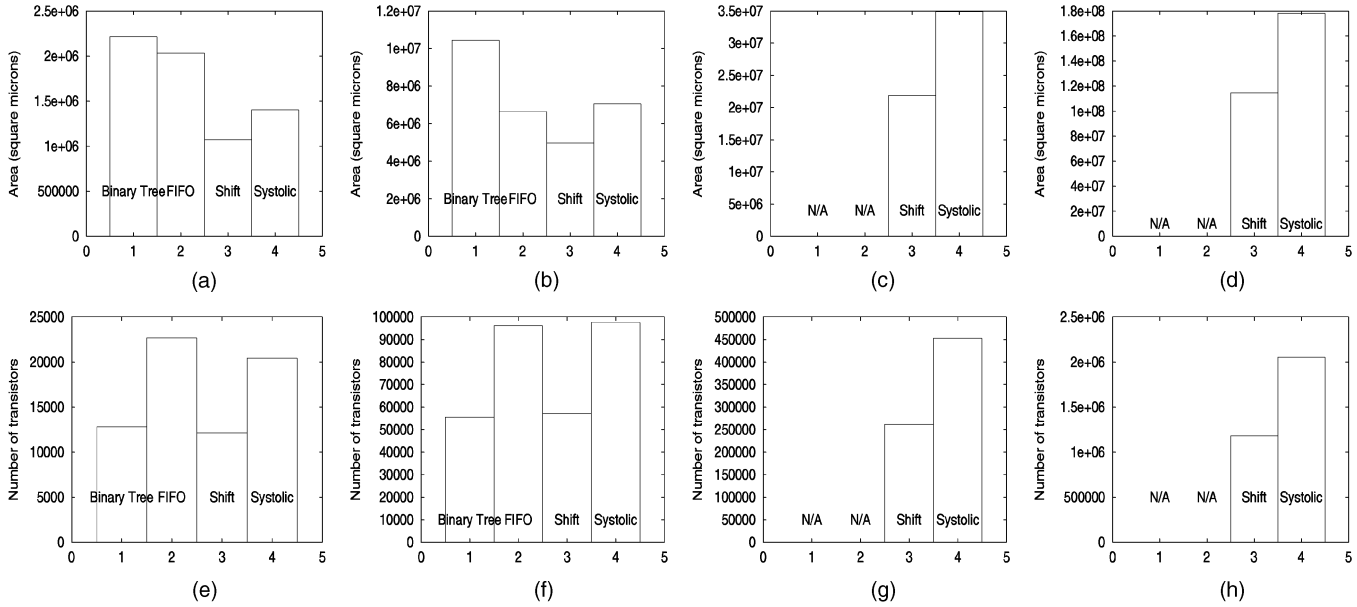 Area (square microns)
2.5e+06
2e+06
1.5e+06
1e+06
500000
0
Binary Tree FIFO Shift Systolic
0 1 2 3 4 5
(a)
Area (square microns)
1.2e+07
1e+07
8e+06
6e+06
4e+06
2e+06
0
Binary Tree FIFO Shift Systolic
0 1 2 3 4 5
(b)
Area (square microns)
3.5e+07
3e+07
2.5e+07
2e+07
1.5e+07
1e+07
5e+06
0
N/A N/A Shift Systolic
0 1 2 3 4 5
(c)
Area (square microns)
1.8e+08
1.6e+08
1.4e+08
1.2e+08
1e+08
8e+07
6e+07
4e+07
2e+07
0
N/A N/A Shift Systolic
0 1 2 3 4 5
(d)
Number of transistors
25000
20000
15000
10000
5000
0
Binary Tree FIFO Shift Systolic
0 1 2 3 4 5
(e)
Number of transistors
100000
90000
80000
70000
60000
50000
40000
30000
20000
10000
0
Binary Tree FIFO Shift Systolic
0 1 2 3 4 5
(f)
Number of transistors
500000
450000
400000
350000
300000
250000
200000
150000
100000
50000
0
N/A N/A Shift Systolic
0 1 2 3 4 5
(g)
Number of transistors
2.5e+06
2e+06
1.5e+06
1e+06
500000
0
N/A N/A Shift Systolic
0 1 2 3 4 5
(h)